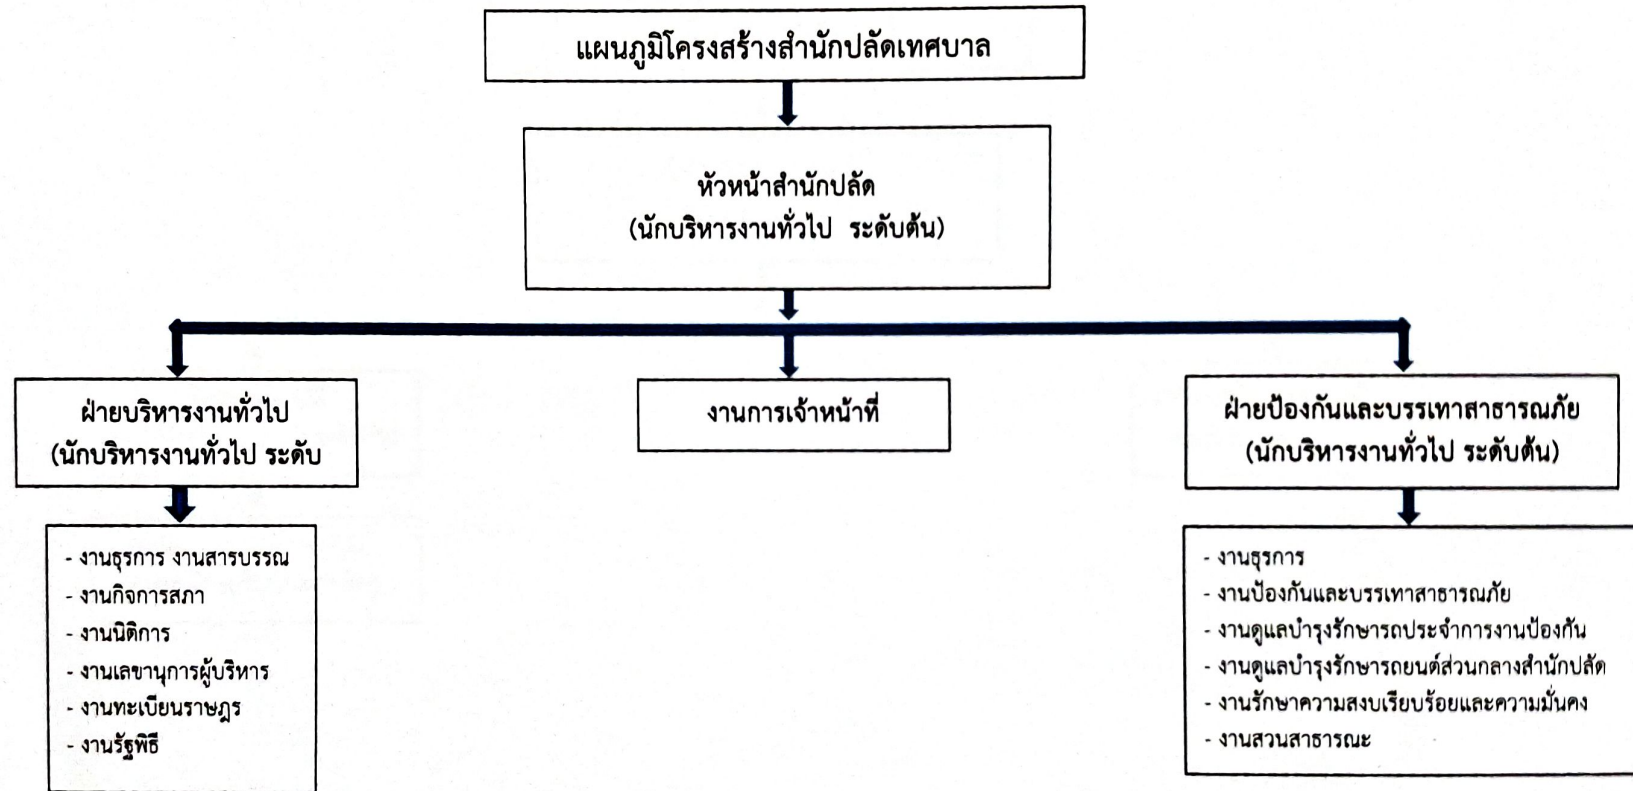 แผนภูมิโครงสร้างสำนักปลัดเทศบาล
หัวหน้าสำนักปลัด
(นักบริหารงานทั่วไป ระดับต้น)
ฝ่ายบริหารงานทั่วไป
(นักบริหารงานทั่วไป ระดับ
งานการเจ้าหน้าที่
ฝ่ายป้องกันและบรรเทาสาธารณภัย
(นักบริหารงานทั่วไป ระดับต้น)
- งานธุรการ งานสารบรรณ
- งานกิจการสภา
- งานนิติการ
- งานเลขานุการผู้บริหาร
- งานทะเบียนราษฎร
- งานรัฐพิธี
- งานธุรการ
- งานป้องกันและบรรเทาสาธารณภัย
- งานดูแลบำรุงรักษารถประจำการงานป้องกัน
- งานดูแลบำรุงรักษารถยนต์ส่วนกลางสำนักปลัด
- งานรักษาความสงบเรียบร้อยและความมั่นคง
- งานสวนสาธารณะ